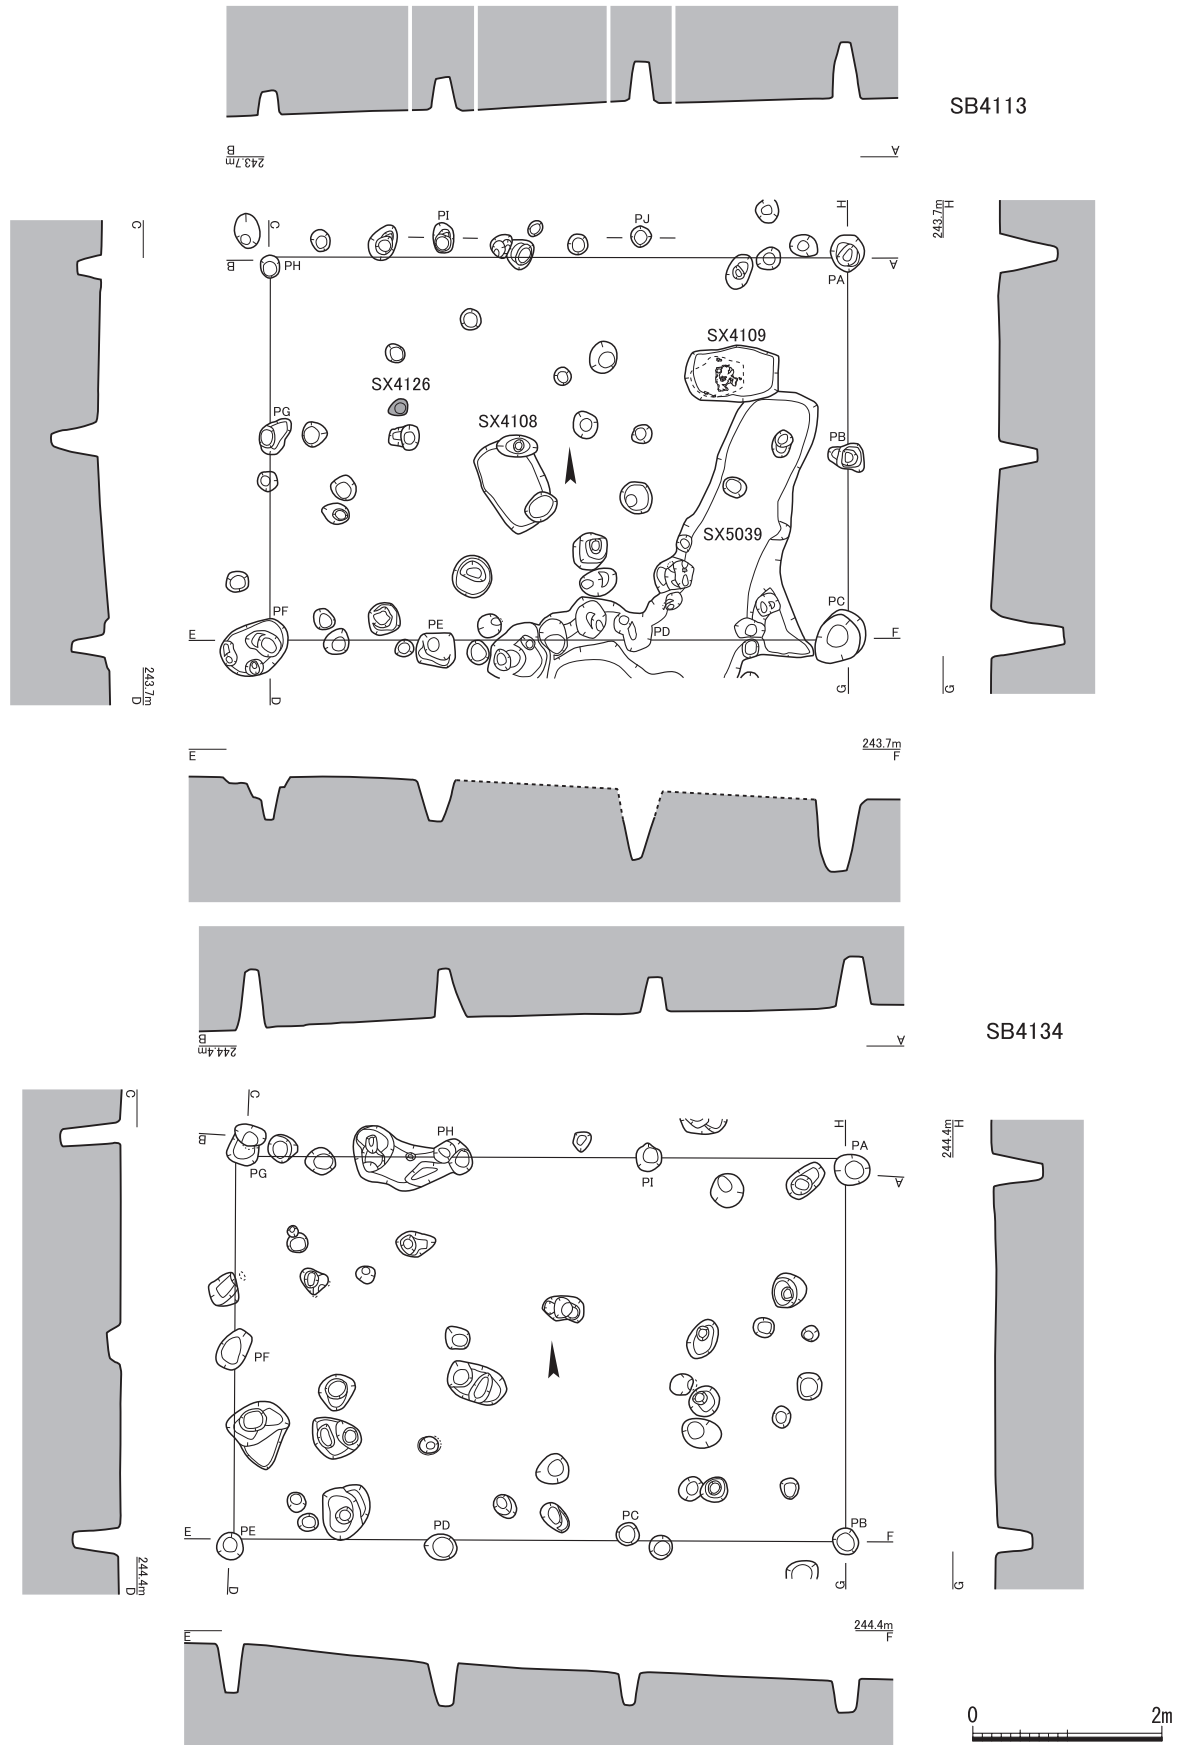 SB4113
B
243.7m
A
C
C
H
243.7m
H
PI
PJ
B
PH
A
PA
SX4109
SX4126
PG
SX4108
PB
SX5039
PF
PE
PD
PC
E
F
243.7m
D
D
G
G
E
243.7m
F
SB4134
B
244.4m
A
C
C
H
244.4m
H
B
PH
PA
PG
PI
A
PF
E
PE
PD
PC
PB
F
244.4m
D
D
G
G
E
244.4m
F
0
2m